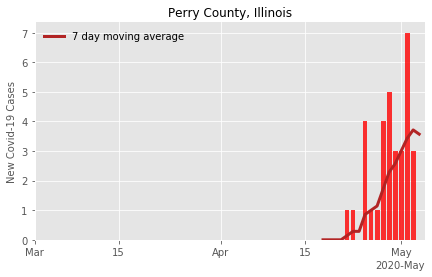 Perry County, Illinois
7 day moving average
New Covid-19 Cases
7
6
5
4
3
2
1
0
Mar 15 Apr 15 May
2020-May